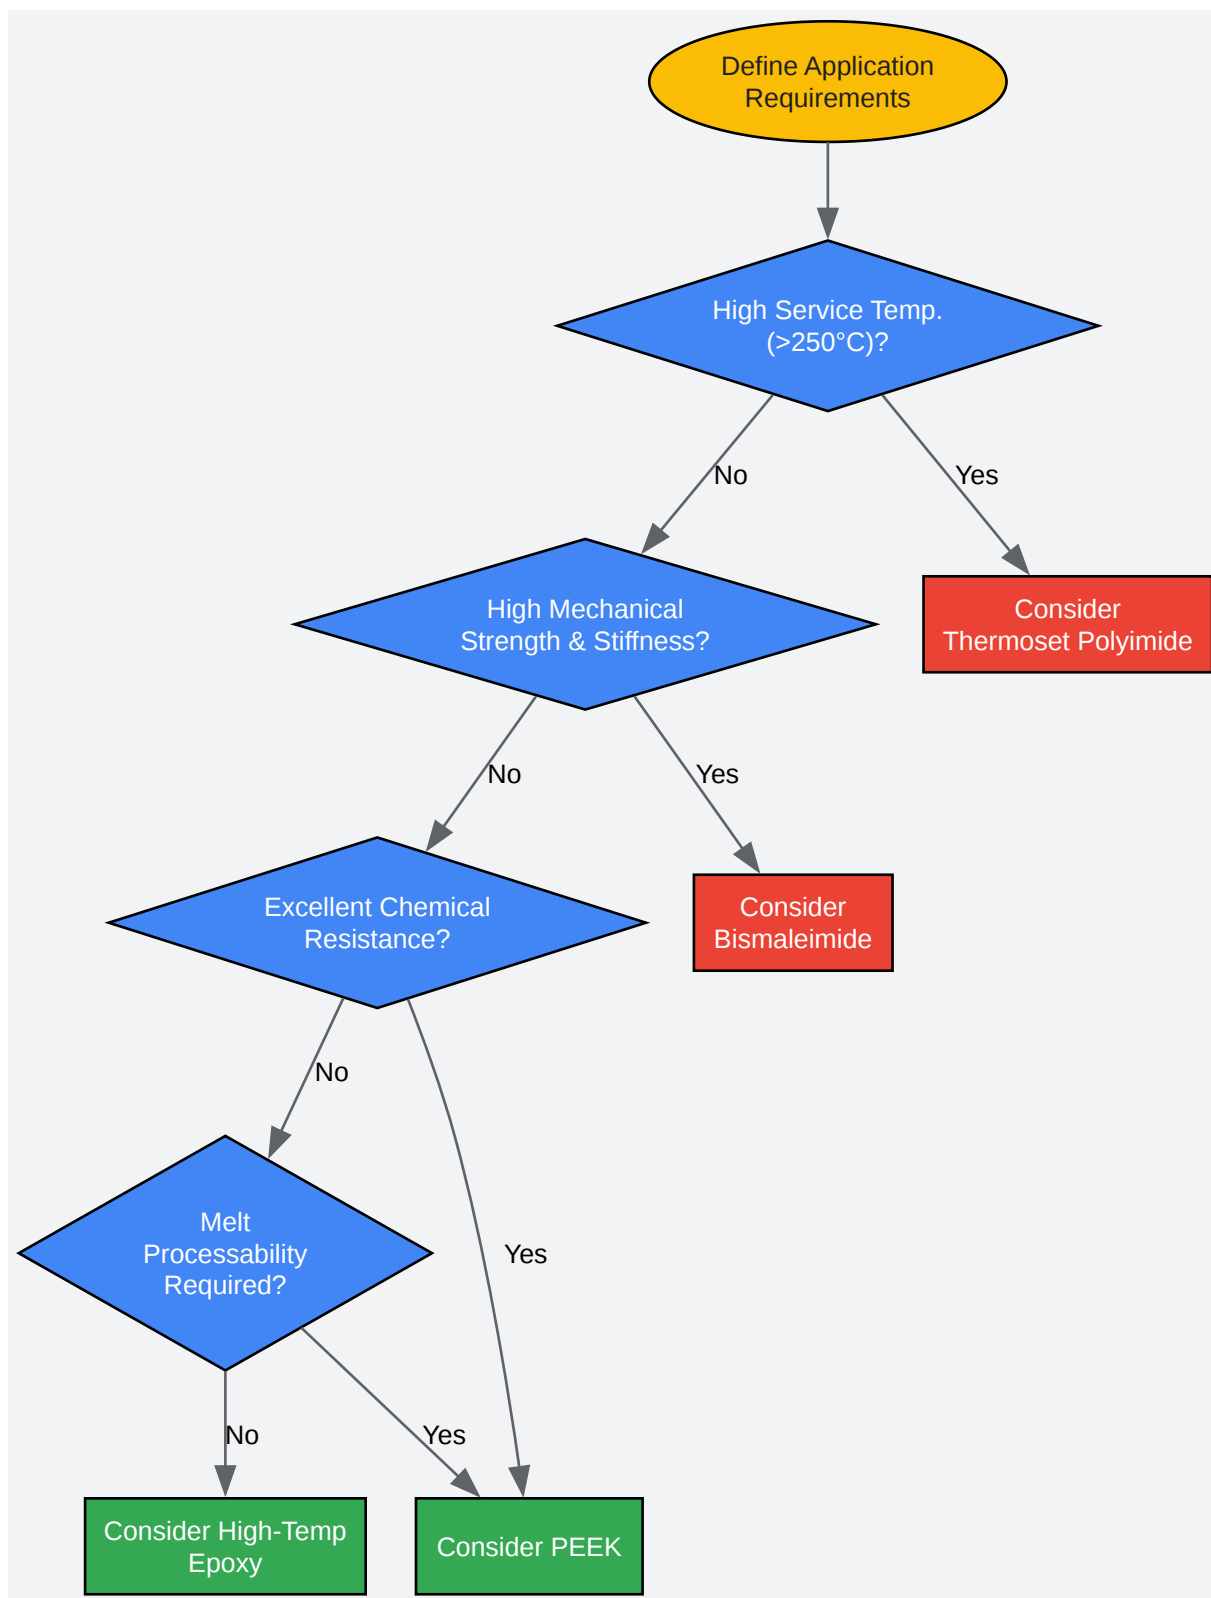 Define Application
Requirements
High Service Temp.
(>250°C)?
No
Yes
High Mechanical
Strength & Stiffness?
Consider
Thermoset Polyimide
No
Yes
Excellent Chemical
Resistance?
Consider
Bismaleimide
No
Melt
Processability
Required?
Yes
No
Yes
Consider High-Temp
Epoxy
Consider PEEK